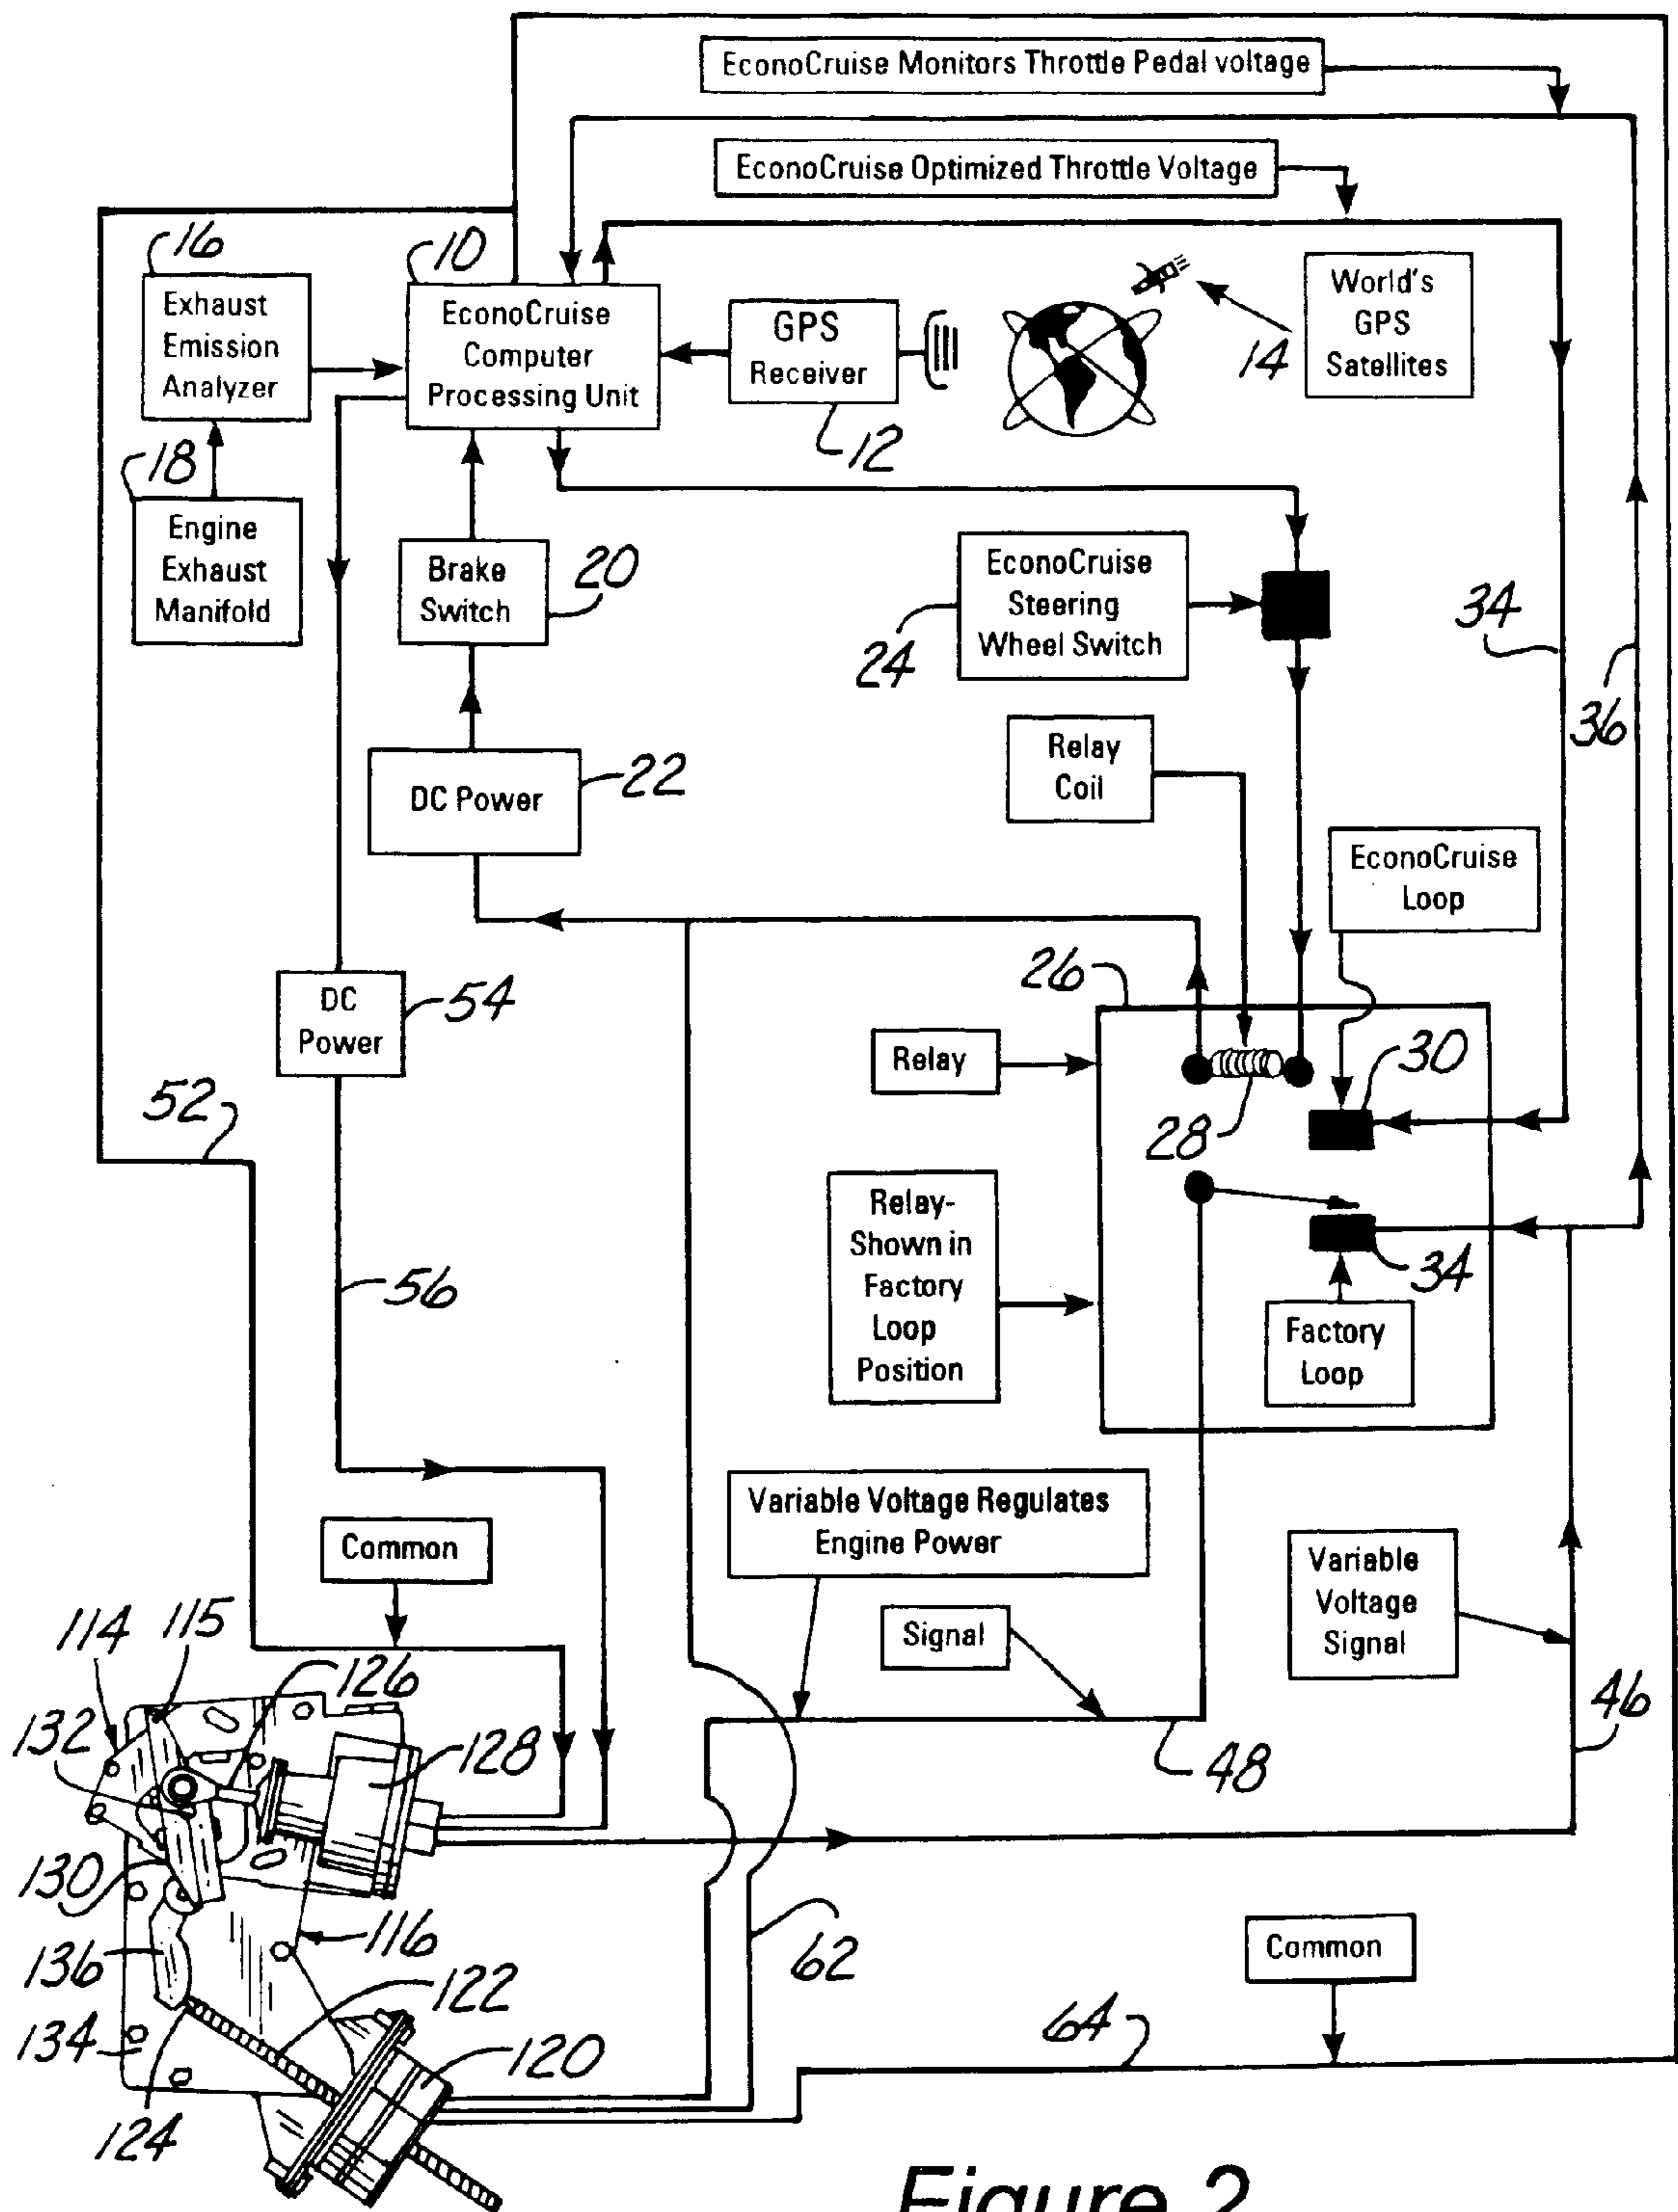 EconoCruise Monitors Throttle Pedal voltage
EconoCruise Optimized Throttle Voltage
16
10
Exhaust
Emission
Analyzer
EconoCruise
Computer
Processing Unit
GPS
Receiver
12
14
World's
GPS
Satellites
18
Engine
Exhaust
Manifold
Brake
Switch
20
EconoCruise
Steering
Wheel Switch
24
34
36
DC Power
22
Relay
Coil
EconoCruise
Loop
DC
Power
54
26
Relay
28
30
52
Relay-
Shown in
Factory
Loop
Position
34
Factory
Loop
56
Variable Voltage Regulates
Engine Power
Common
Signal
Variable
Voltage
Signal
114
115
126
132
128
48
46
130
116
136
62
Common
122
134
120
64
124
Figure 2